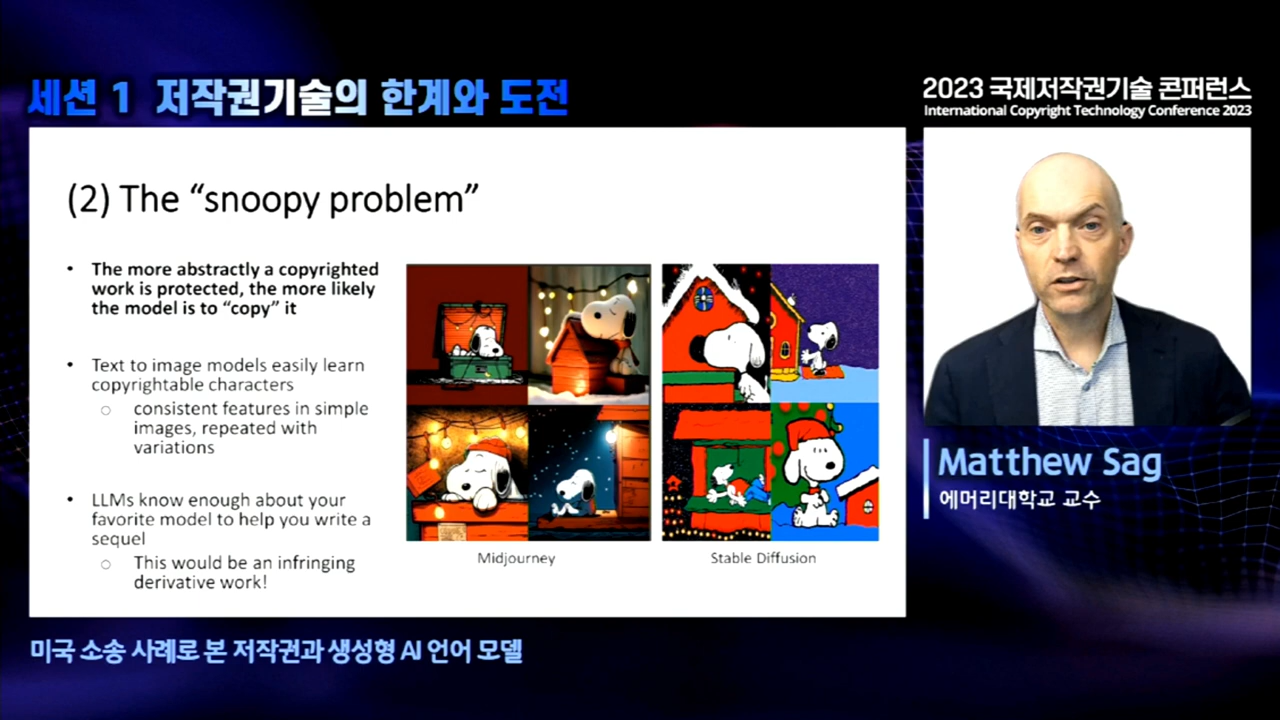 세션 1 저작권기술의 한계와 도전
2023 국제저작권기술 콘퍼런스
International Copyright Technology Conference 2023
(2) The “snoopy problem”
• The more abstractly a copyrighted
work is protected, the more likely
the model is to “copy” it
• Text to image models easily learn
copyrightable characters
○ consistent features in simple
images, repeated with
variations
• LLMs know enough about your
favorite model to help you write a
sequel
○ This would be an infringing
derivative work!
Midjourney
Stable Diffusion
Matthew Sag
에머리대학교 교수
미국 소송 사례로 본 저작권과 생성형 AI 언어 모델